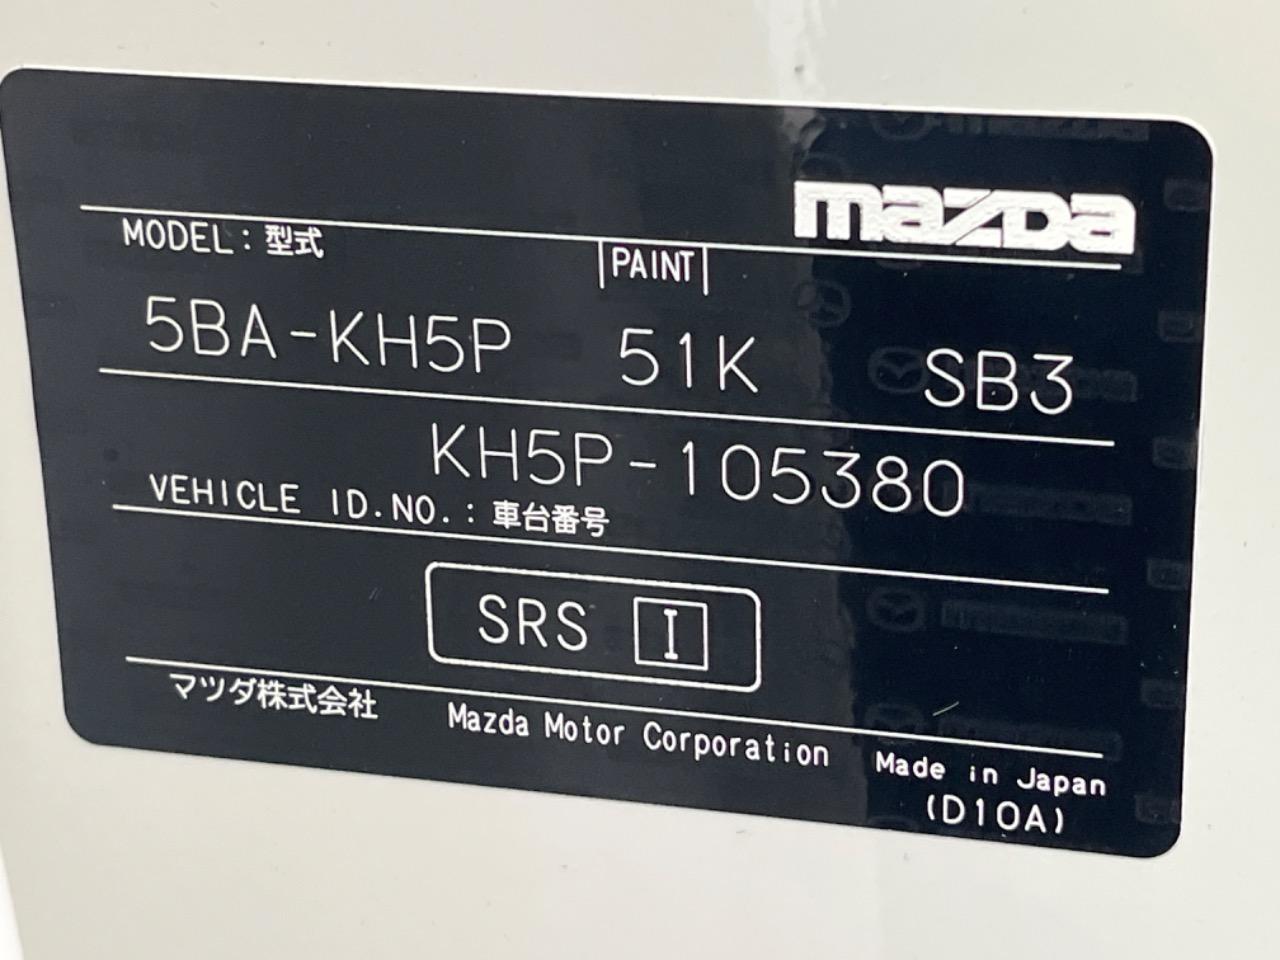 mazda
MODEL:型式 PAINT
5BA-KH5P 51K SB3
KH5P-105380
VEHICLE ID.NO.:車台番号
SRS I
マツダ株式会社 Mazda Motor Corporation Made in Japan
(D10A)